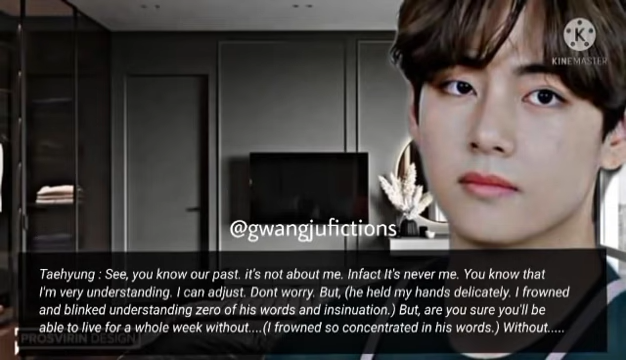 K
KINEMASTER
@gwangjufictions
Taehyung : See, you know our past. it's not about me. Infact It's never me. You know that
I'm very understanding. I can adjust. Dont worry. But, (he held my hands delicately. I frowned
and blinked understanding zero of his words and insinuation.) But, are you sure you'll be
able to live for a whole week without....(I frowned so concentrated in his words.) Without.....
PROSVIRIN DESIGN